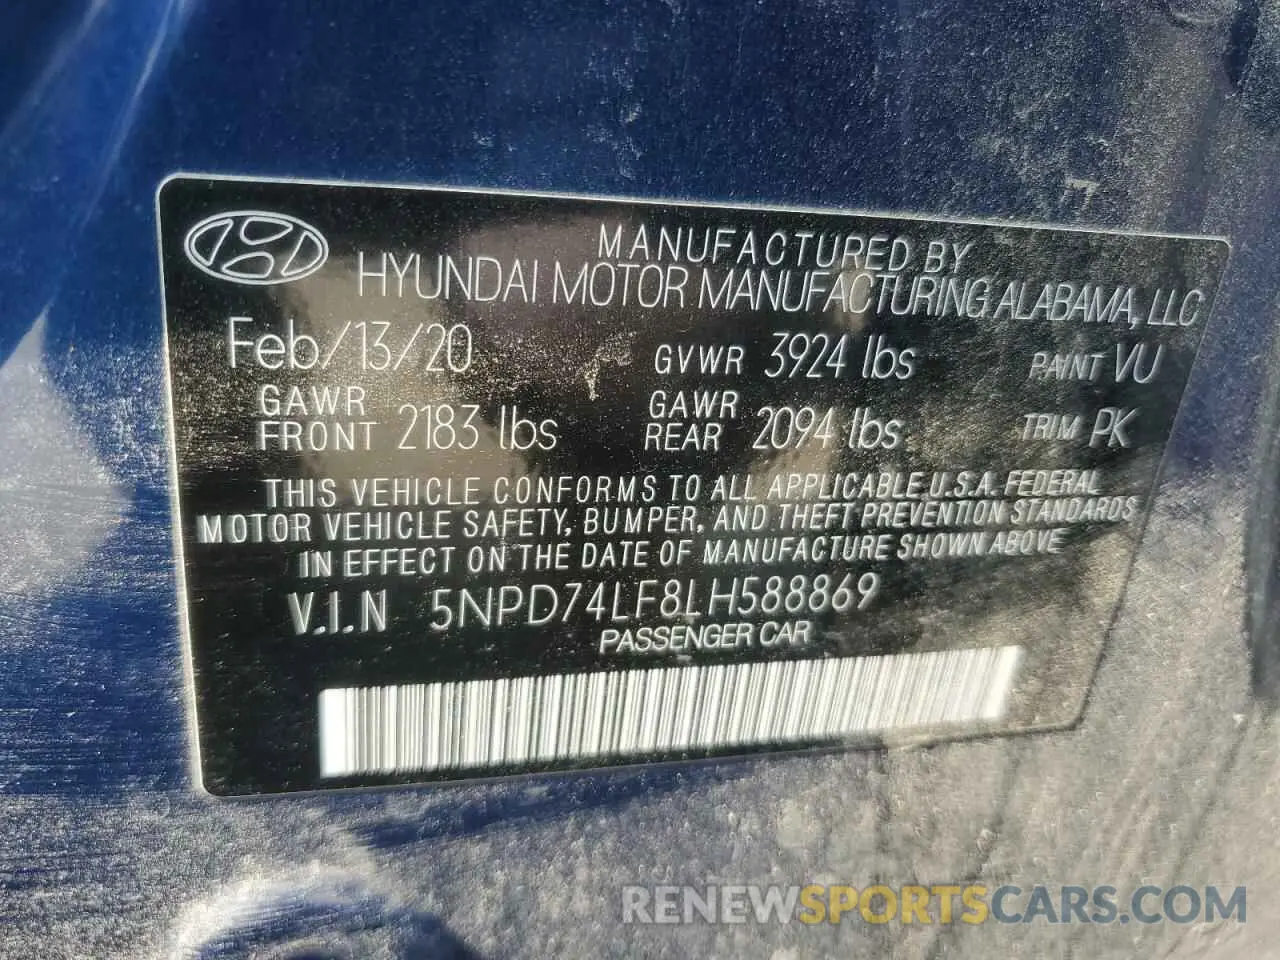 MANUFACTURED BY
HYUNDAI MOTOR MANUFACTURING ALABAMA, LLC
Feb/13/20 GVWR 3924 lbs PAINT VU
GAWR FRONT 2183 lbs GAWR REAR 2094 lbs TRIM PK
THIS VEHICLE CONFORMS TO ALL APPLICABLE U.S.A. FEDERAL
MOTOR VEHICLE SAFETY, BUMPER, AND THEFT PREVENTION STANDARDS
IN EFFECT ON THE DATE OF MANUFACTURE SHOWN ABOVE
V.I.N 5NPD74LF8LH588869
PASSENGER CAR
RENEWSPORTSCARS.COM